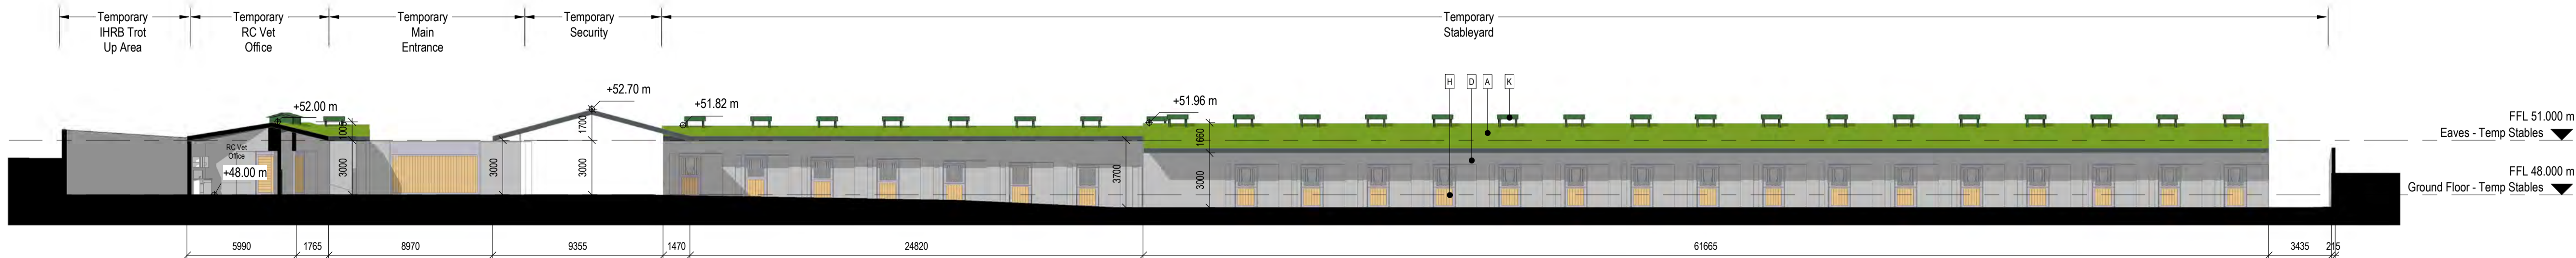 Temporary
IHRB Trot
Up Area
Temporary
RC Vet
Office
Temporary
Main
Entrance
Temporary
Security
Temporary
Stableyard
H
D
A
K
+52.00 m
+52.70 m
+51.82 m
+51.96 m
FFL 51.000 m
Eaves - Temp Stables
1005
1700
1660
RC Vet
Office
+48.00 m
3000
3000
3000
3700
3000
FFL 48.000 m
Ground Floor - Temp Stables
5990
1765
8970
9355
1470
24820
61665
3435
215